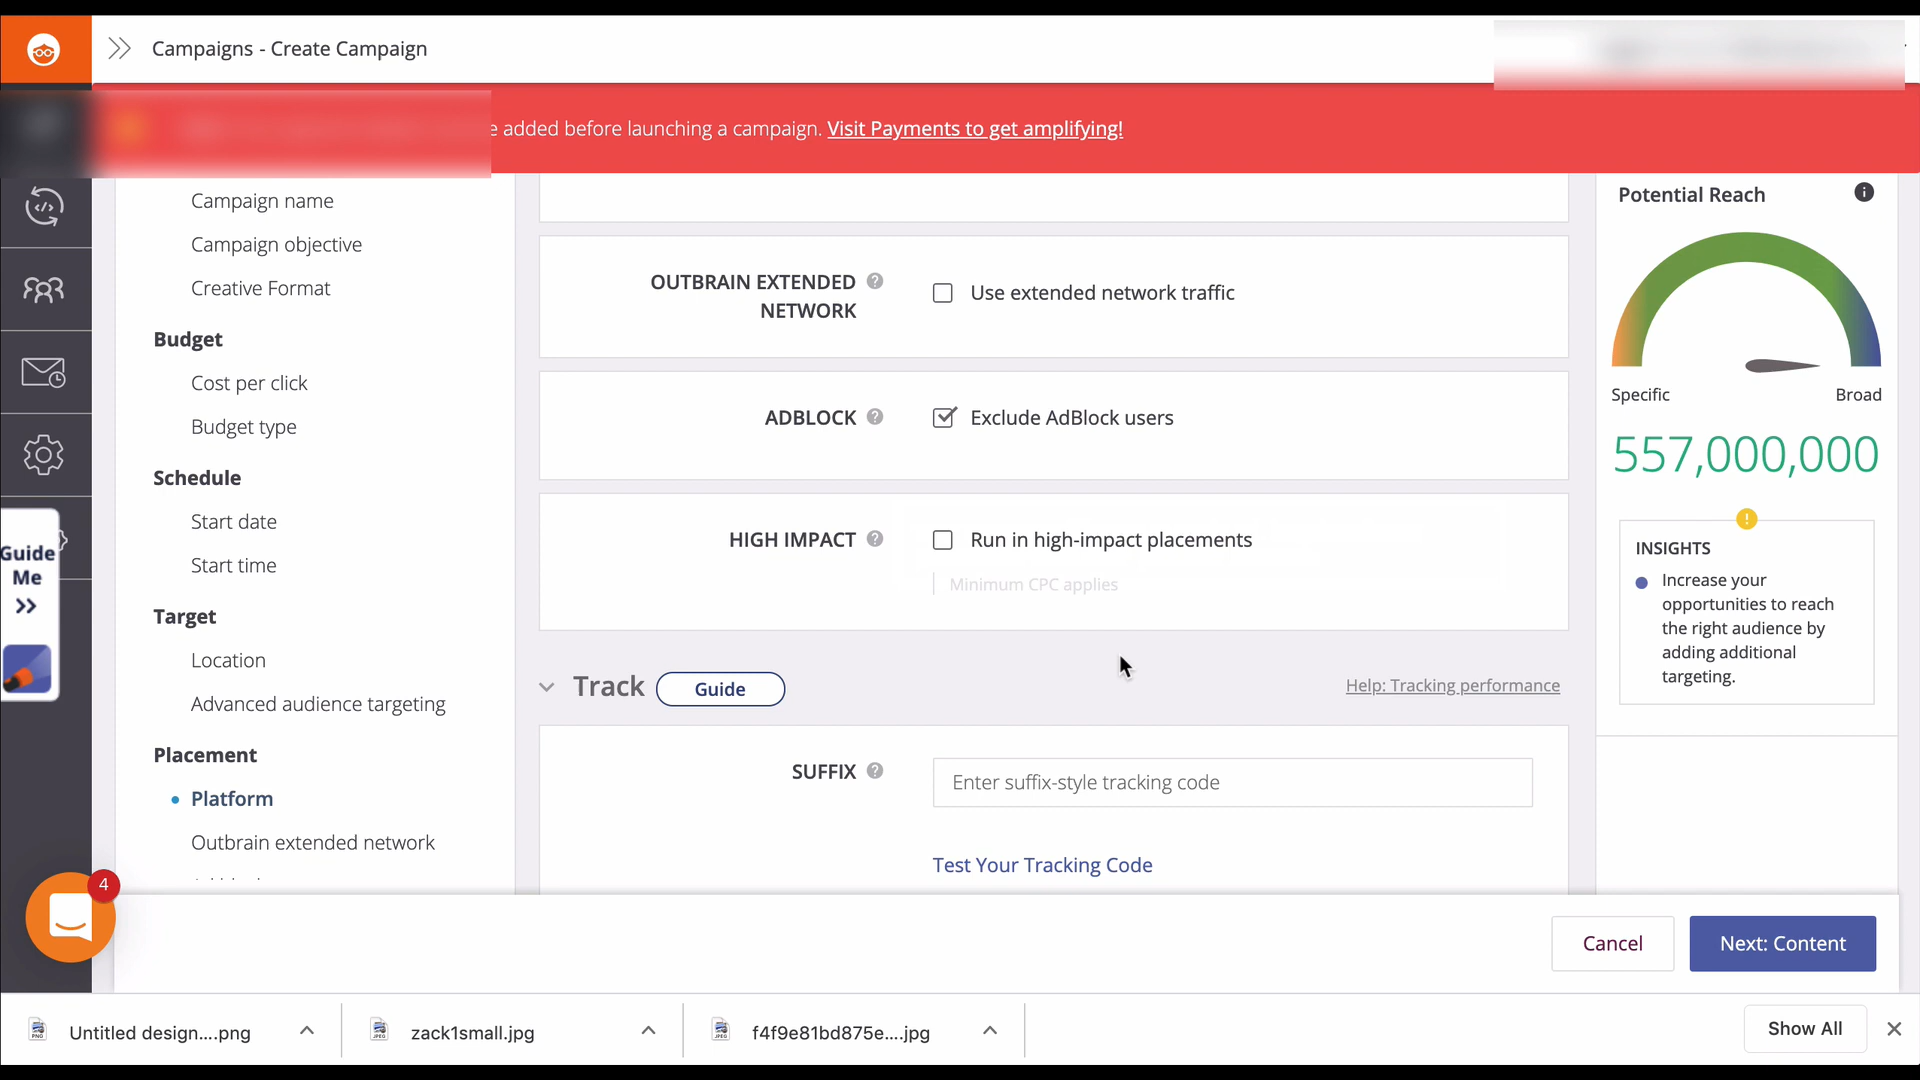 Campaigns - Create Campaign
added before launching a campaign. Visit Payments to get amplifying!
Campaign name
Campaign objective
Creative Format
Budget
Cost per click
Budget type
Schedule
Start date
Start time
Target
Location
Advanced audience targeting
Placement
Platform
Outbrain extended network
OUTBRAIN EXTENDED
NETWORK
Use extended network traffic
ADBLOCK
Exclude AdBlock users
HIGH IMPACT
Run in high-impact placements
Minimum CPC applies
Track
Guide
Help: Tracking performance
SUFFIX
Enter suffix-style tracking code
Test Your Tracking Code
Potential Reach
Specific
Broad
557,000,000
INSIGHTS
Increase your
opportunities to reach
the right audience by
adding additional
targeting.
Guide
Me
4
Cancel
Next: Content
Untitled design....png
zack1small.jpg
f4f9e81bd875e....jpg
Show All